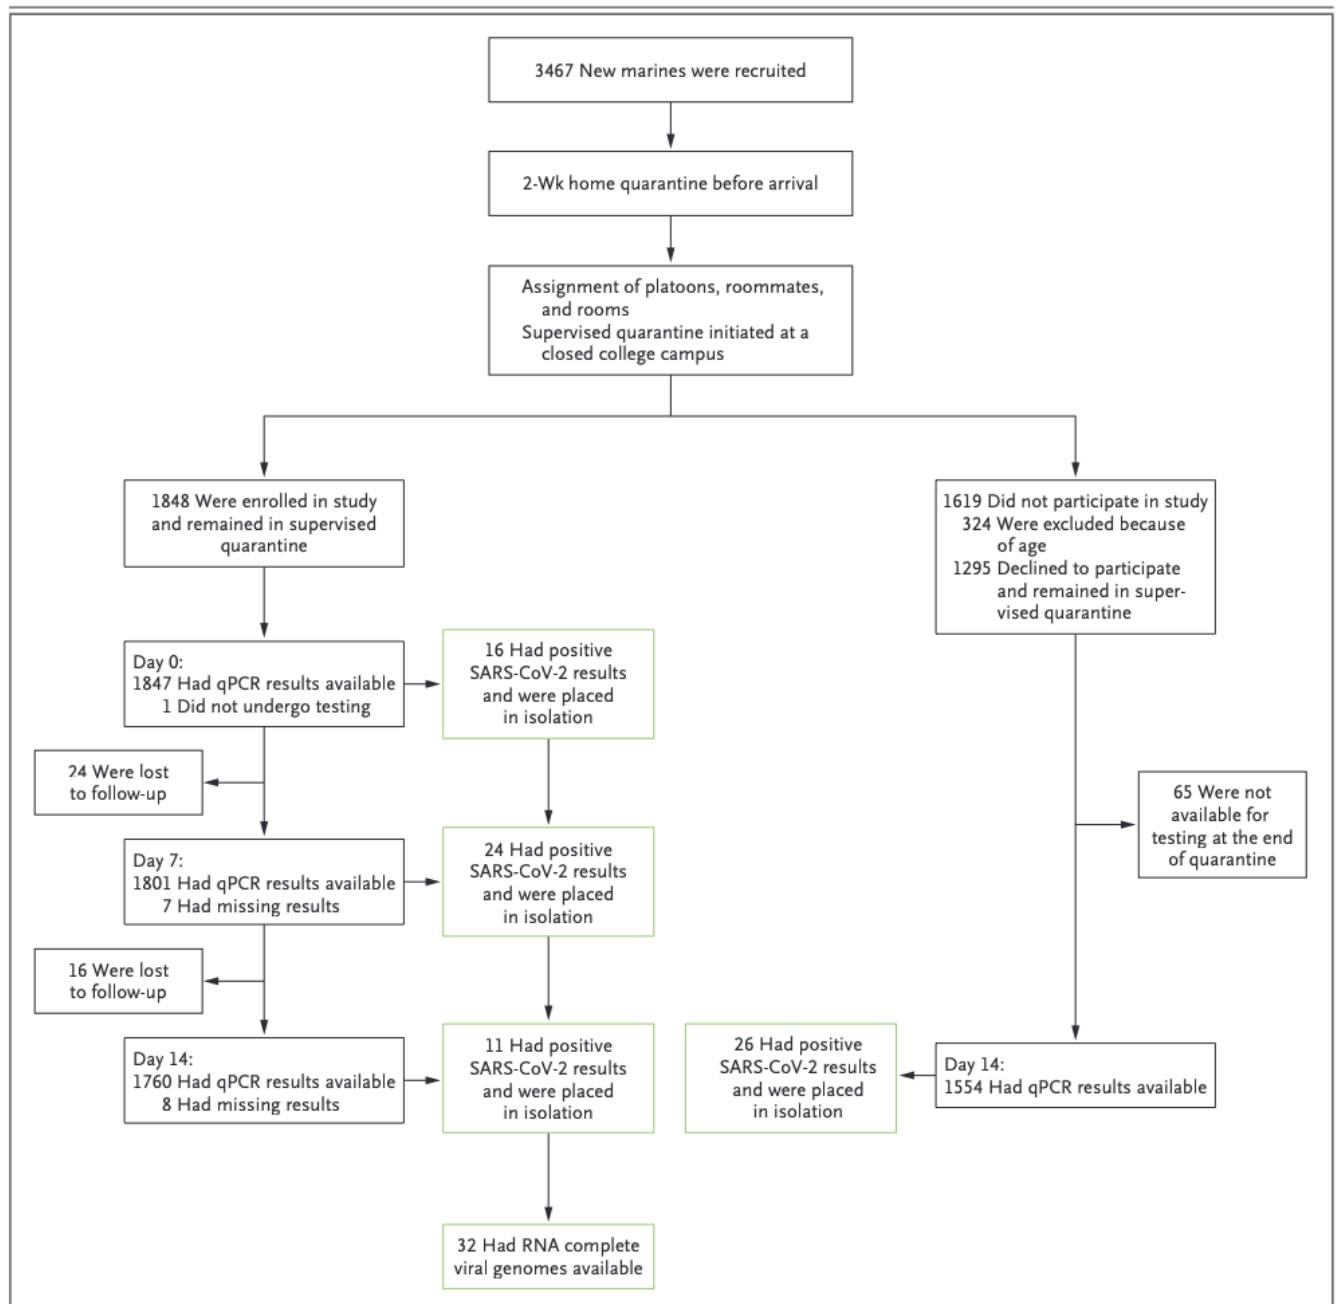 3467 New marines were recruited
2-Wk home quarantine before arrival
Assignment of platoons, roommates,
and rooms
Supervised quarantine initiated at a
closed college campus
1848 Were enrolled in study
and remained in supervised
quarantine
1619 Did not participate in study
324 Were excluded because
of age
1295 Declined to participate
and remained in super-
vised quarantine
Day 0:
1847 Had qPCR results available
1 Did not undergo testing
16 Had positive
SARS-CoV-2 results
and were placed
in isolation
24 Were lost
to follow-up
65 Were not
available for
testing at the end
of quarantine
Day 7:
1801 Had qPCR results available
7 Had missing results
24 Had positive
SARS-CoV-2 results
and were placed
in isolation
16 Were lost
to follow-up
Day 14:
1760 Had qPCR results available
8 Had missing results
11 Had positive
SARS-CoV-2 results
and were placed
in isolation
26 Had positive
SARS-CoV-2 results
and were placed
in isolation
Day 14:
1554 Had qPCR results available
32 Had RNA complete
viral genomes available